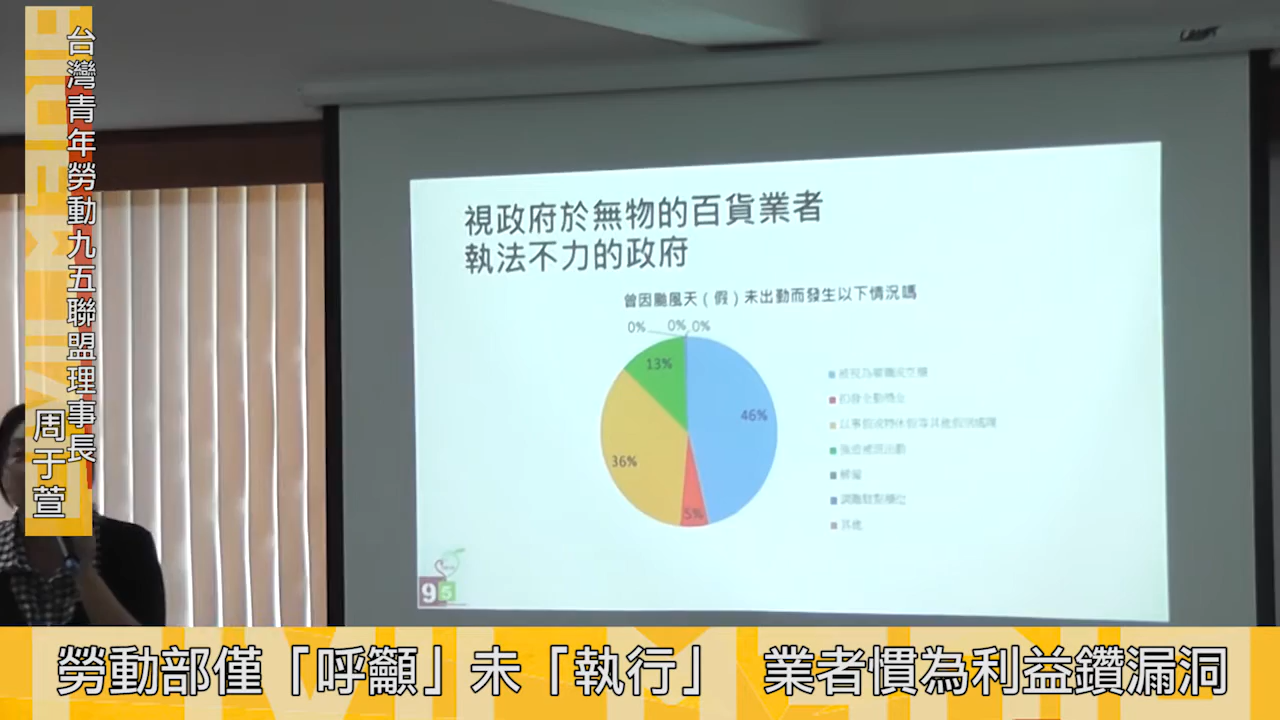 台灣青年勞動九五聯盟理事長
周于萱
視政府於無物的百貨業者
執法不力的政府
曾因颱風天（假）未出勤而發生以下情況嗎
0% 0% 0%
13%
46%
36%
5%
其他
95
勞動部僅「呼籲」未「執行」 業者慣為利益鑽漏洞